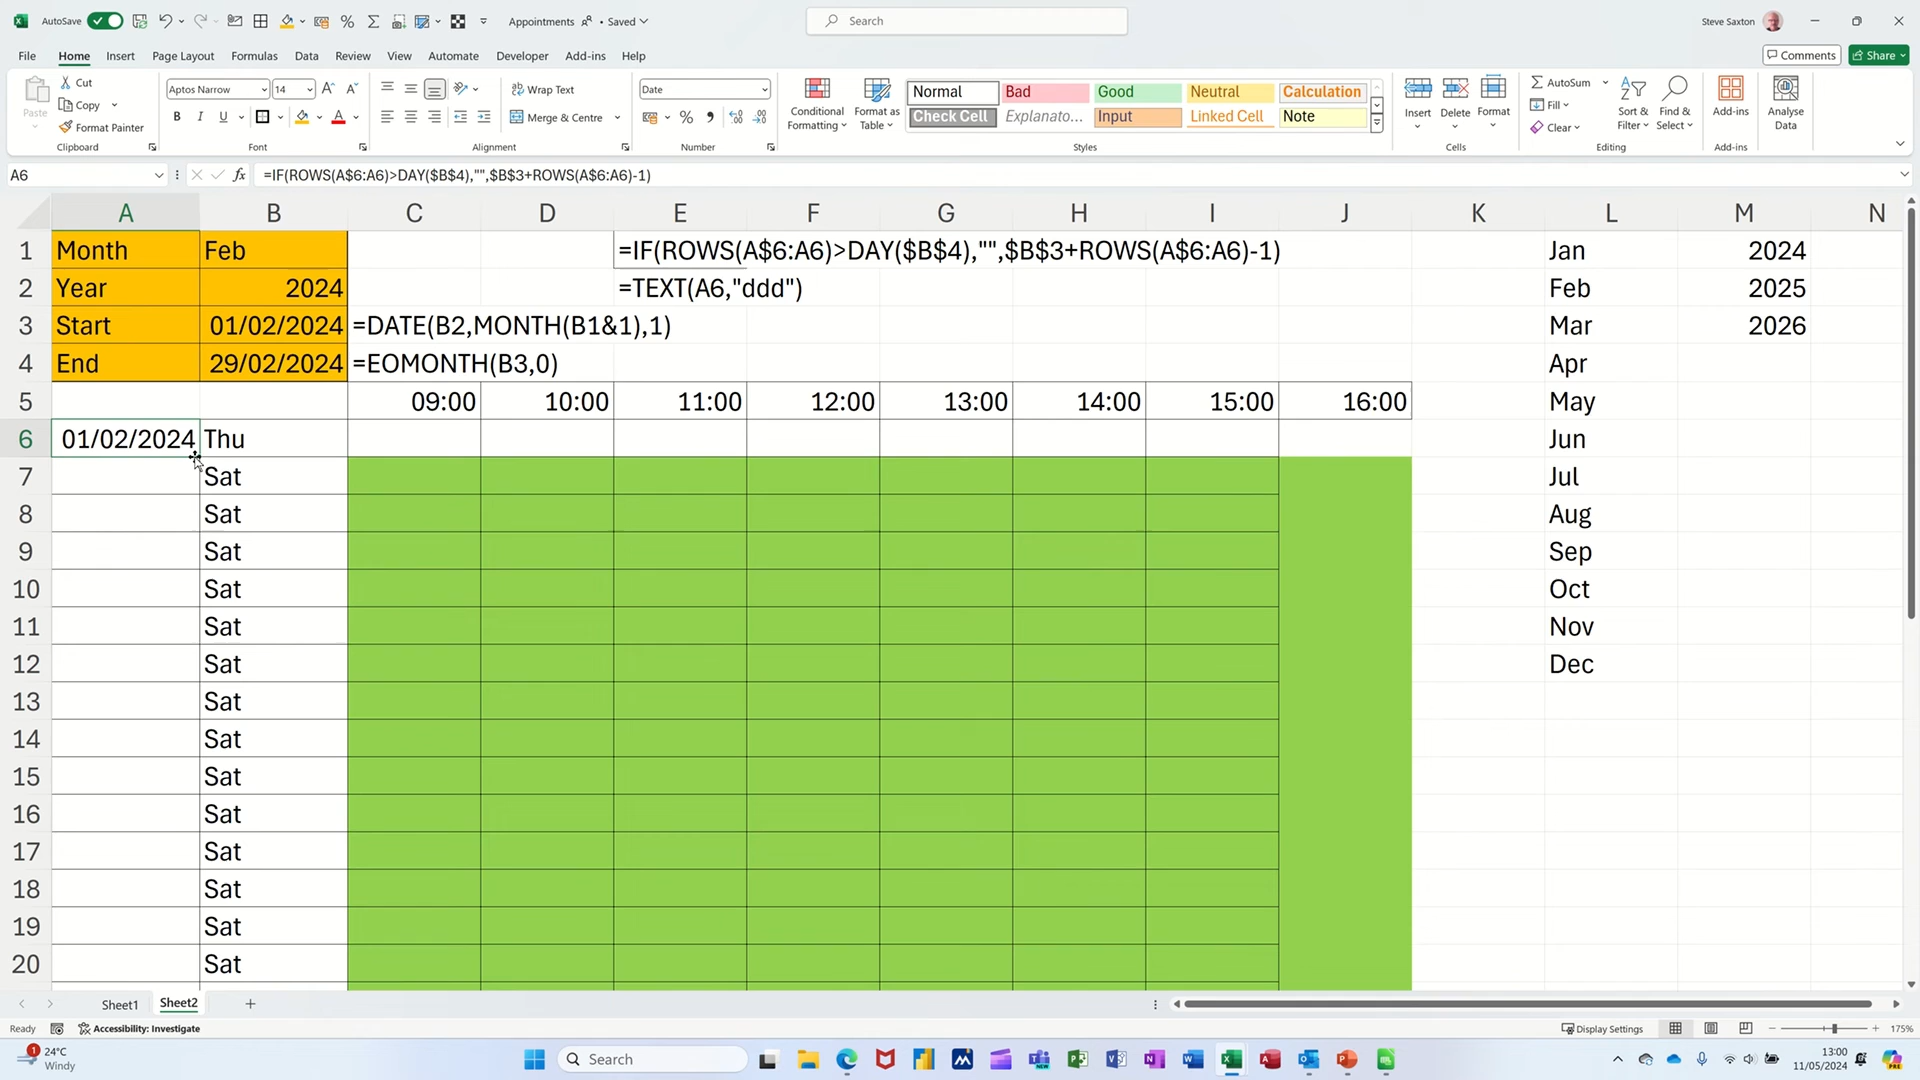 AutoSave
Appointments
• Saved
Search
Steve Saxton
File
Home
Insert
Page Layout
Formulas
Data
Review
View
Automate
Developer
Add-ins
Help
Comments
Share
Paste
Cut
Copy
Format Painter
Clipboard
Aptos Narrow
14
B I U
Font
Wrap Text
Merge & Centre
Alignment
Date
Number
Conditional Formatting
Format as Table
Normal
Bad
Good
Neutral
Calculation
Check Cell
Explanato...
Input
Linked Cell
Note
Styles
Insert
Delete
Format
Cells
AutoSum
Fill
Clear
Sort & Filter
Find & Select
Editing
Add-ins
Add-ins
Analyse Data
A6
=IF(ROWS(A$6:A6)>DAY($B$4),"",$B$3+ROWS(A$6:A6)-1)
A B C D E F G H I J K L M N
1 Month Feb =IF(ROWS(A$6:A6)>DAY($B$4),"",$B$3+ROWS(A$6:A6)-1) Jan 2024
2 Year 2024 =TEXT(A6,"ddd") Feb 2025
3 Start 01/02/2024 =DATE(B2,MONTH(B1&1),1) Mar 2026
4 End 29/02/2024 =EOMONTH(B3,0) Apr
5 09:00 10:00 11:00 12:00 13:00 14:00 15:00 16:00 May
6 01/02/2024 Thu Jun
7 Sat Jul
8 Sat Aug
9 Sat Sep
10 Sat Oct
11 Sat Nov
12 Sat Dec
13 Sat
14 Sat
15 Sat
16 Sat
17 Sat
18 Sat
19 Sat
20 Sat
Sheet1
Sheet2
Ready
Accessibility: Investigate
Display Settings
175%
1
24°C
Windy
Search
13:00
11/05/2024